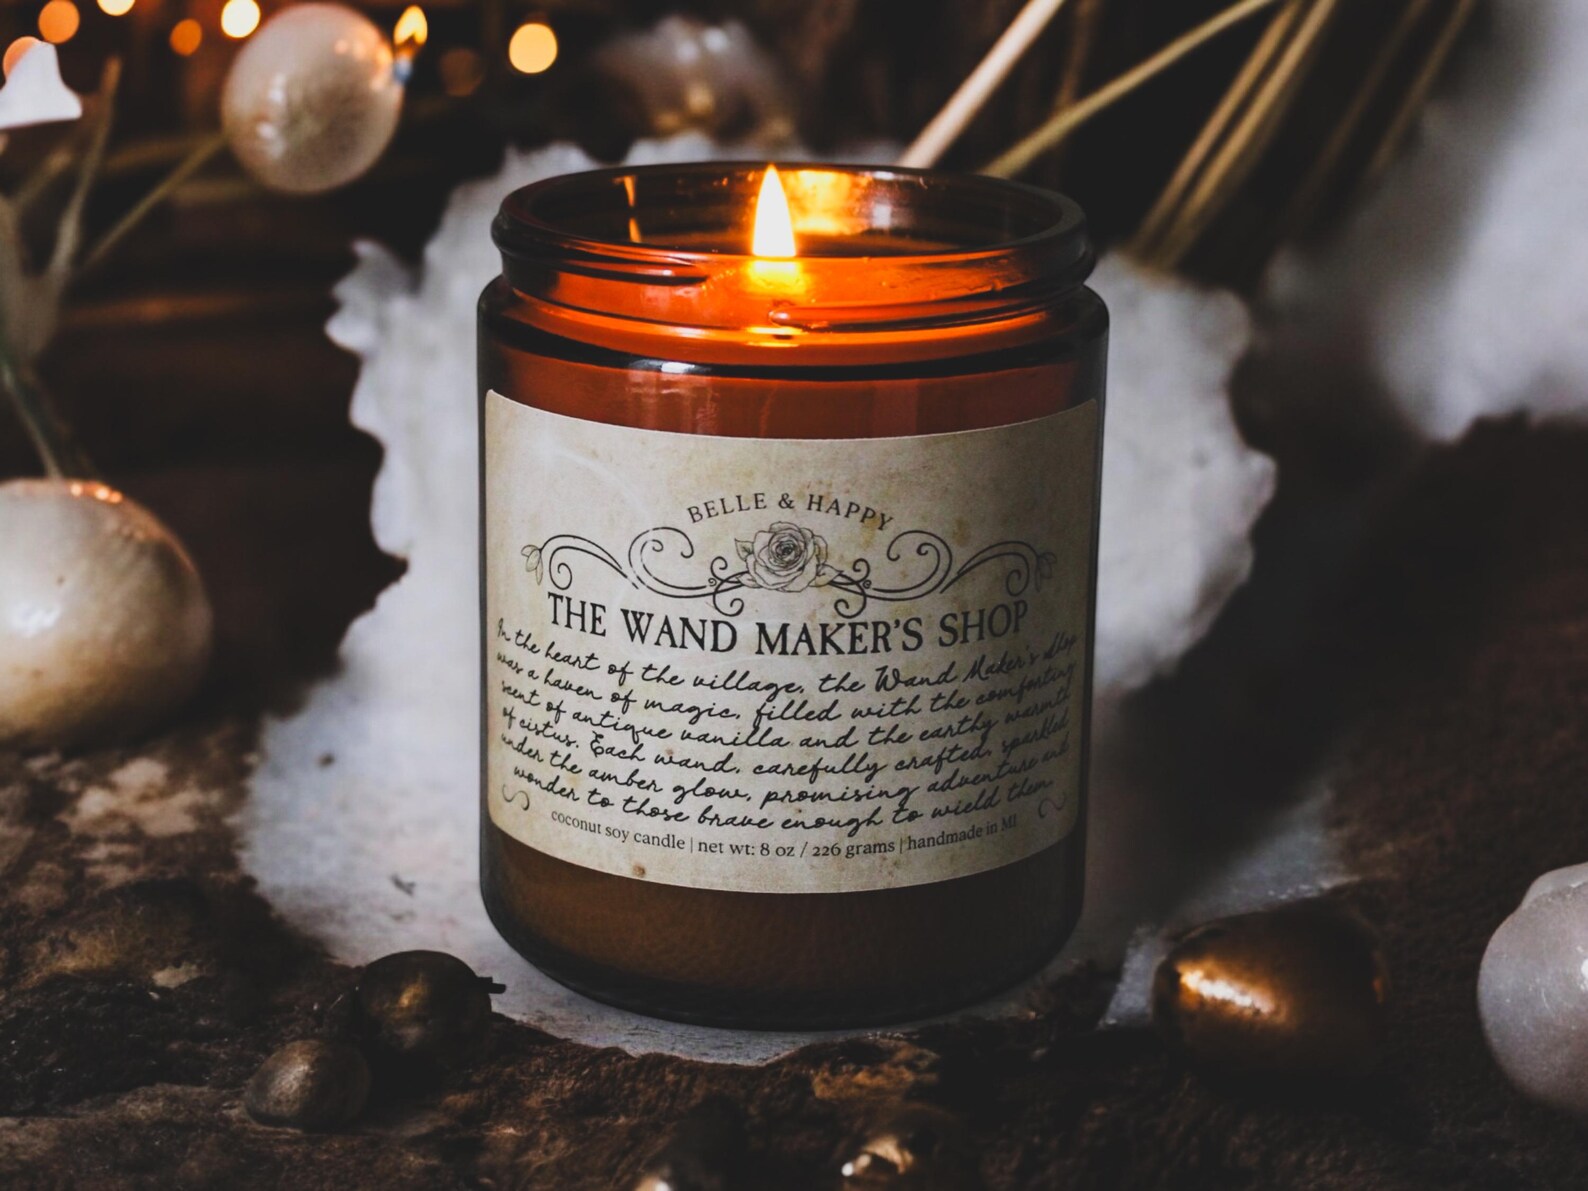 BELLE & HAPPY
THE WAND MAKER'S SHOP
In the heart of the village, the Wand Maker's shop
was a haven of magic, filled with the comforting
scent of antique vanilla and the earthy warmth
of cistus. Each wand, carefully crafted, sparkled
under the amber glow, promising adventure and
wonder to those brave enough to wield them.
coconut soy candle | net wt: 8 oz / 226 grams | handmade in MI